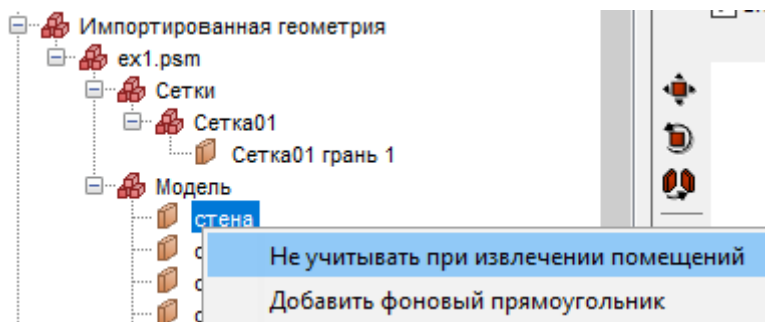 Импортированная геометрия
ex1.psm
Сетки
Сетка01
Сетка01 грань 1
Модель
стена
Не учитывать при извлечении помещений
Добавить фоновый прямоугольник